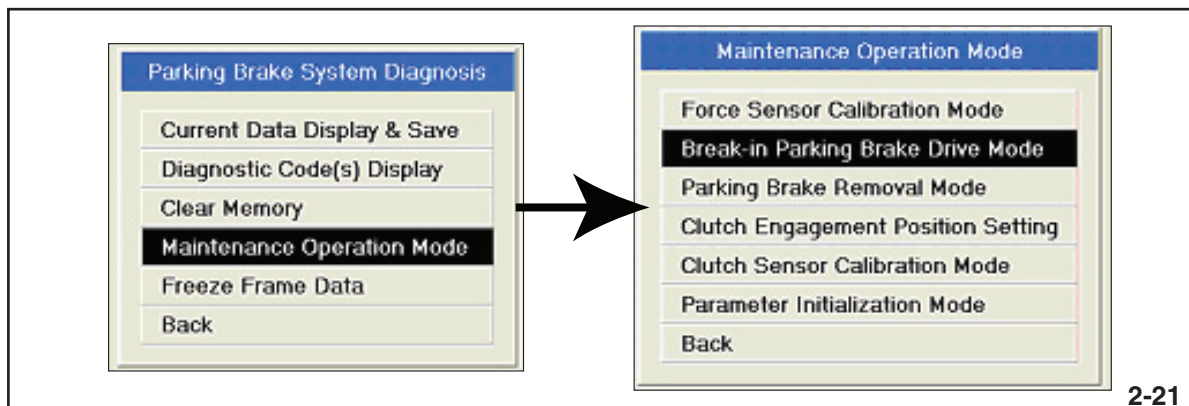 Parking Brake System Diagnosis
Current Data Display & Save
Diagnostic Code(s) Display
Clear Memory
Maintenance Operation Mode
Freeze Frame Data
Back
Maintenance Operation Mode
Force Sensor Calibration Mode
Break-in Parking Brake Drive Mode
Parking Brake Removal Mode
Clutch Engagement Position Setting
Clutch Sensor Calibration Mode
Parameter Initialization Mode
Back
2-21